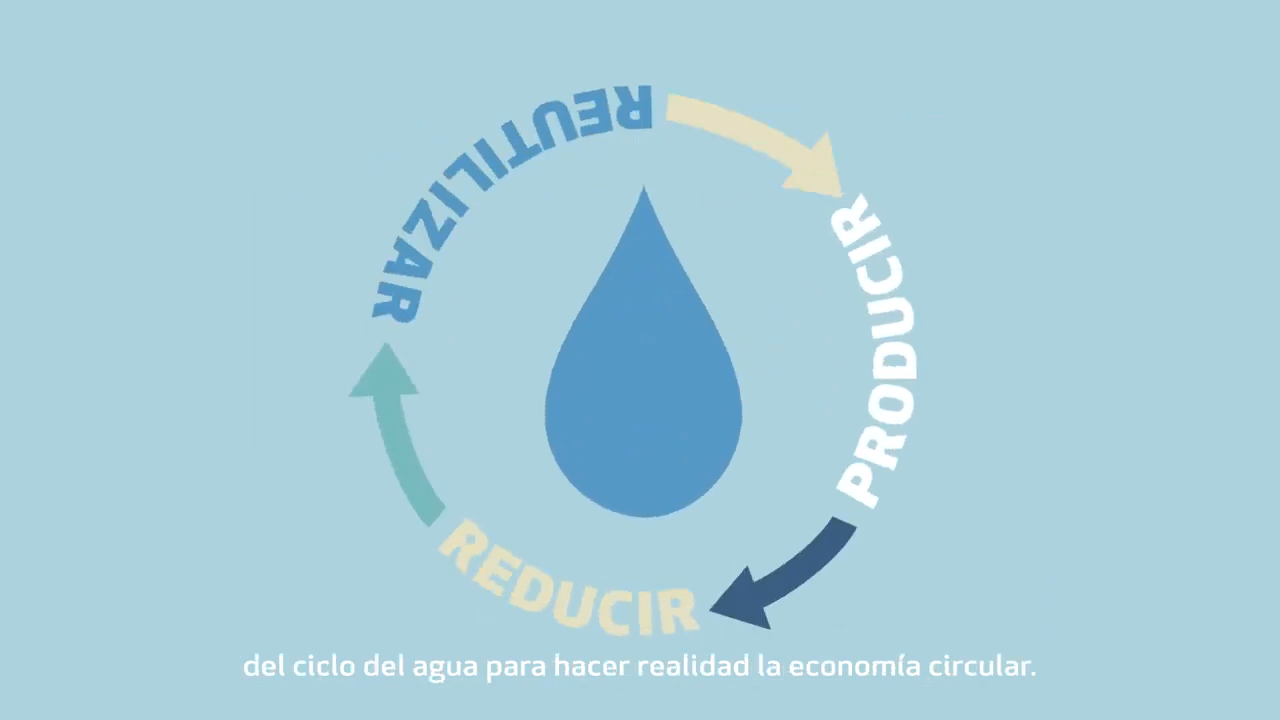 REUTILIZAR
PRODUCIR
REDUCIR
del ciclo del agua para hacer realidad la economía circular.